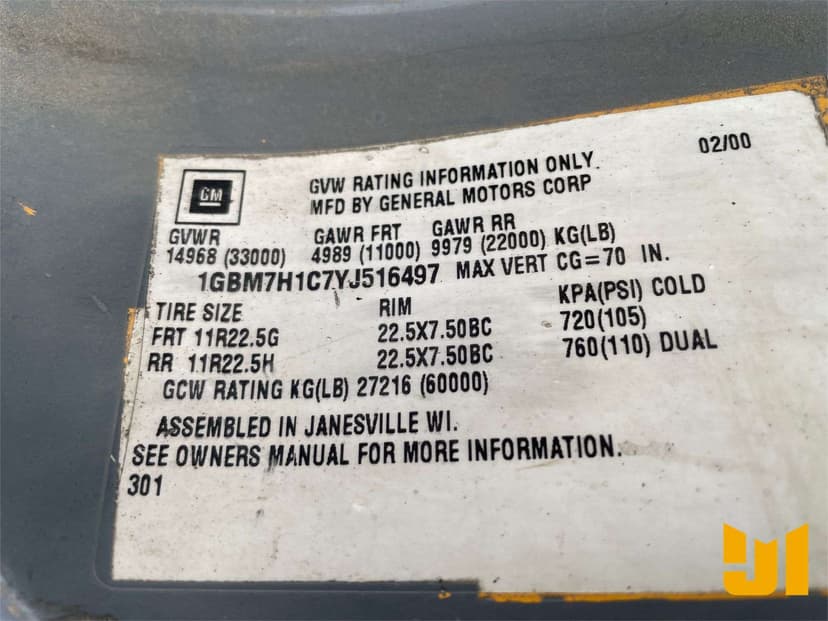 02/00
GM
GVW RATING INFORMATION ONLY
MFD BY GENERAL MOTORS CORP
GVWR GAWR FRT GAWR RR
14968 (33000) 4989 (11000) 9979 (22000) KG(LB)
1GBM7H1C7YJ516497 MAX VERT CG=70 IN.
TIRE SIZE RIM KPA(PSI) COLD
FRT 11R22.5G 22.5X7.50BC 720(105)
RR 11R22.5H 22.5X7.50BC 760(110) DUAL
GCW RATING KG(LB) 27216 (60000)
ASSEMBLED IN JANESVILLE WI.
SEE OWNERS MANUAL FOR MORE INFORMATION.
301